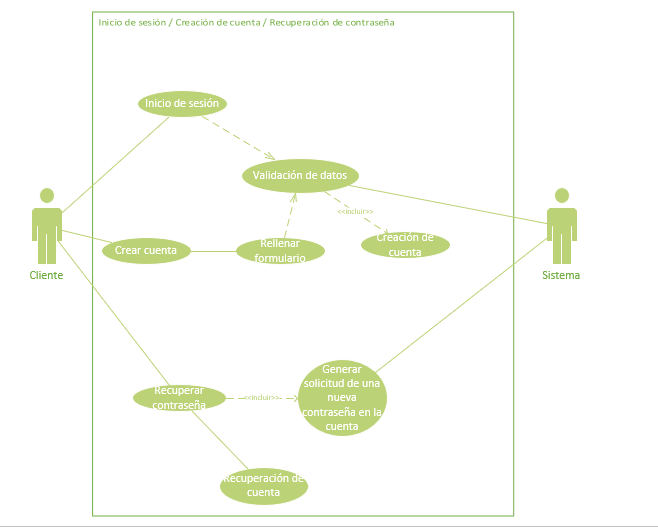 Inicio de sesión / Creación de cuenta / Recuperación de contraseña
Inicio de sesión
Validación de datos
<<incluir>>
Creación de
cuenta
Crear cuenta
Rellenar
formulario
Cliente
Sistema
Generar
solicitud de una
nueva
contraseña en la
cuenta
Recuperar
contraseña
<<incluir>>
Recuperación de
cuenta